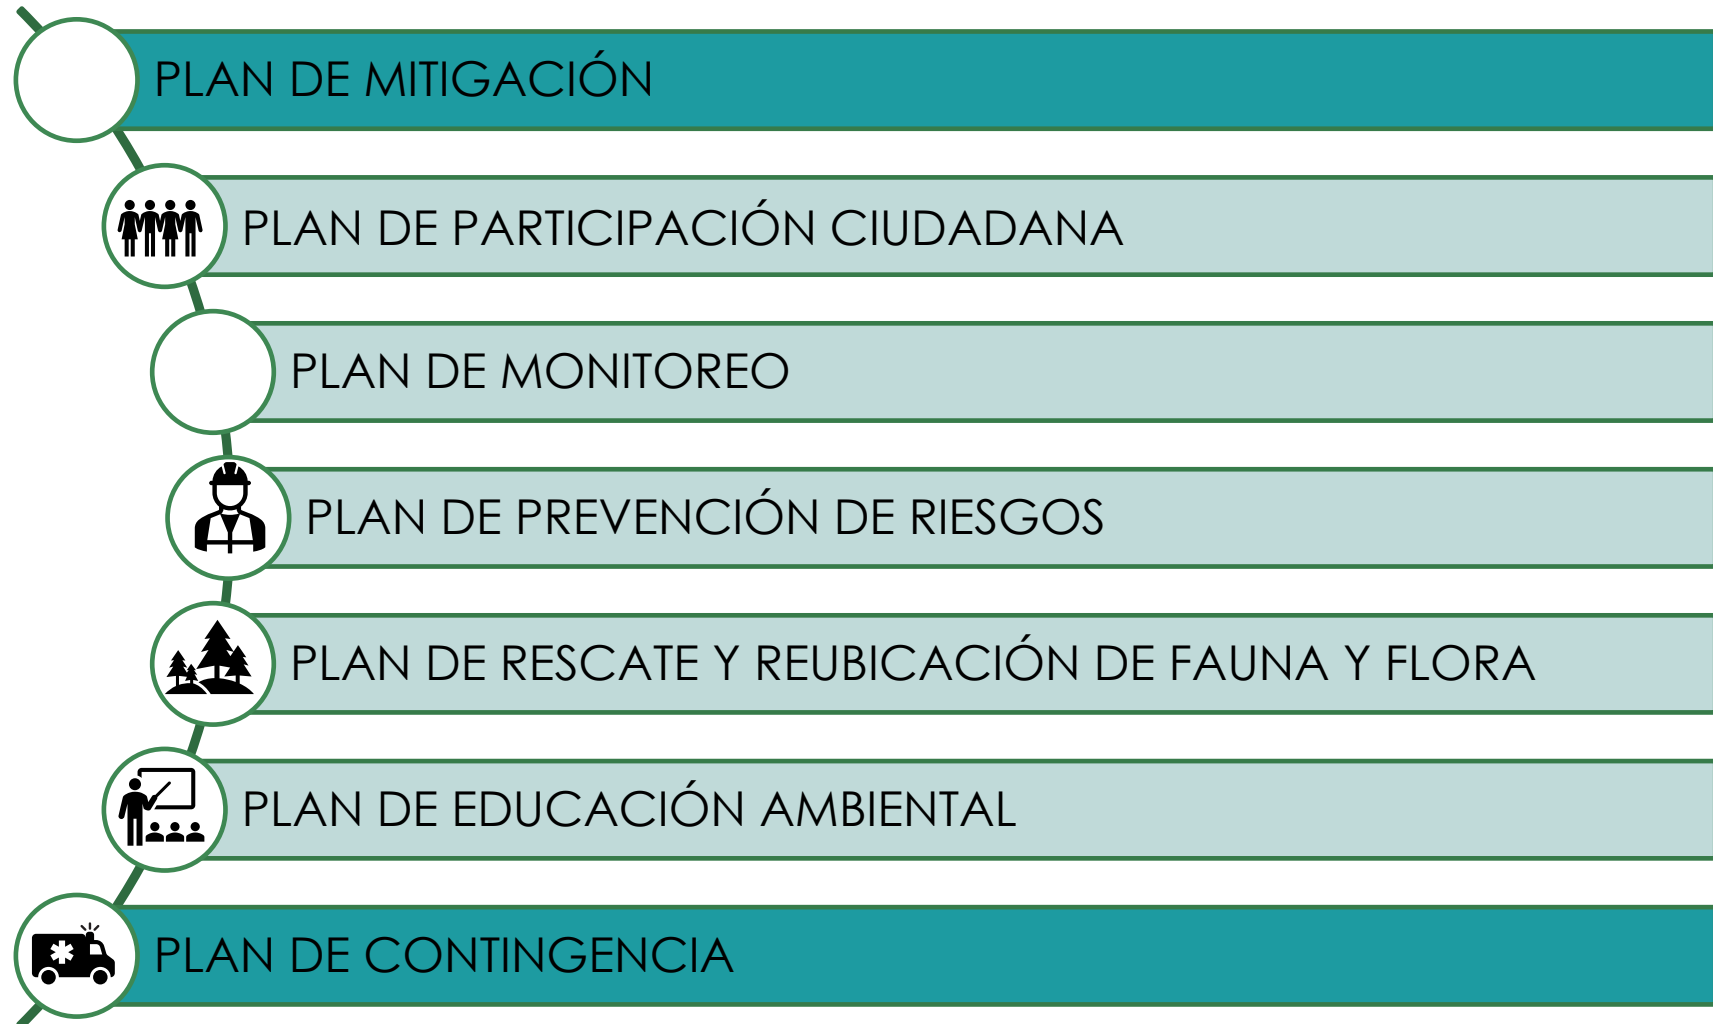 PLAN DE MITIGACIÓN
PLAN DE PARTICIPACIÓN CIUDADANA
PLAN DE MONITOREO
PLAN DE PREVENCIÓN DE RIESGOS
PLAN DE RESCATE Y REUBICACIÓN DE FAUNA Y FLORA
PLAN DE EDUCACIÓN AMBIENTAL
PLAN DE CONTINGENCIA